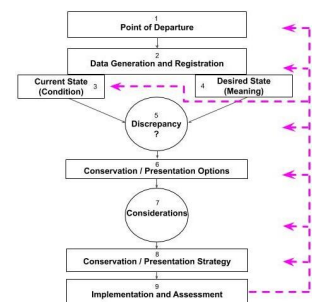 1
Point of Departure
2
Data Generation and Registration
Current State 3
(Condition)
4 Desired State
(Meaning)
5
Discrepancy
?
6
Conservation / Presentation Options
7
Considerations
8
Conservation / Presentation Strategy
9
Implementation and Assessment